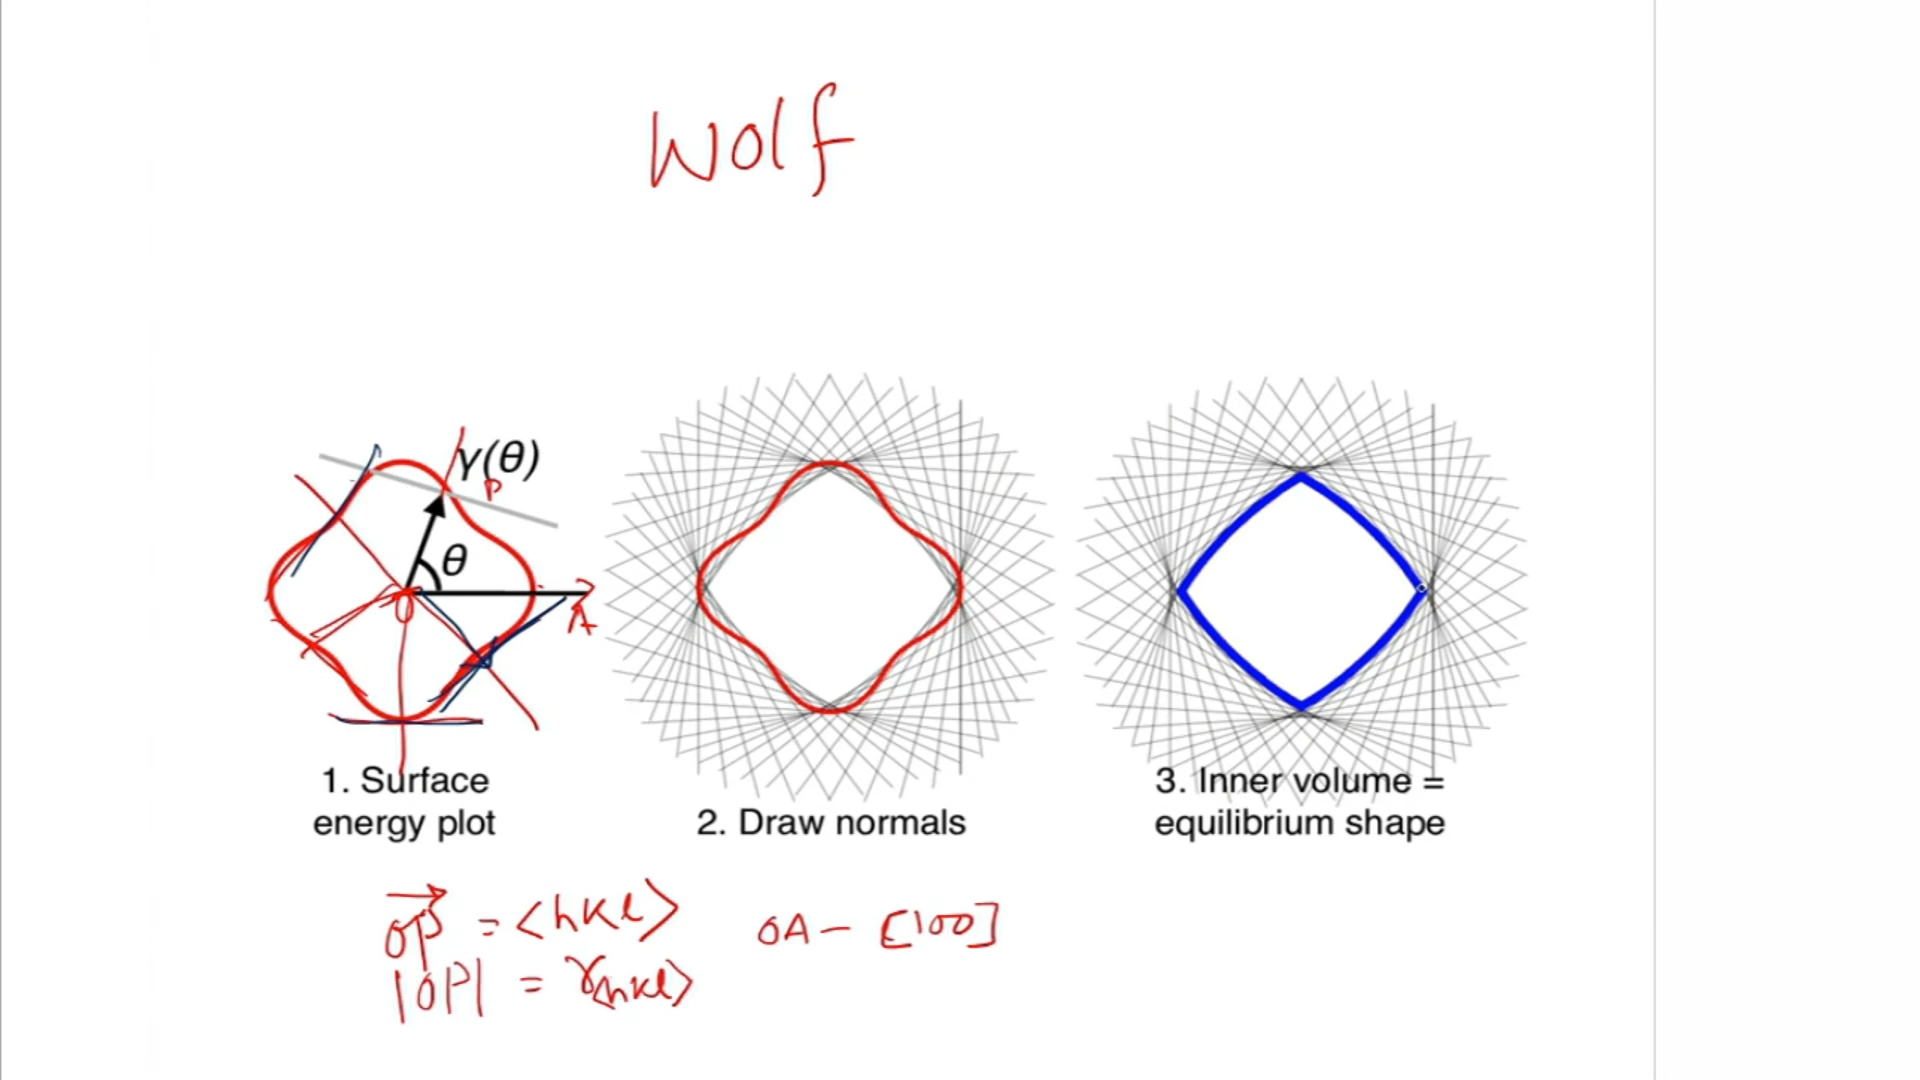 Wolf
γ(θ)
P
θ
O
A
1. Surface
energy plot
2. Draw normals
3. Inner volume =
equilibrium shape
OP = <hkl> OA - [100]
|OP| = γ<hkl>